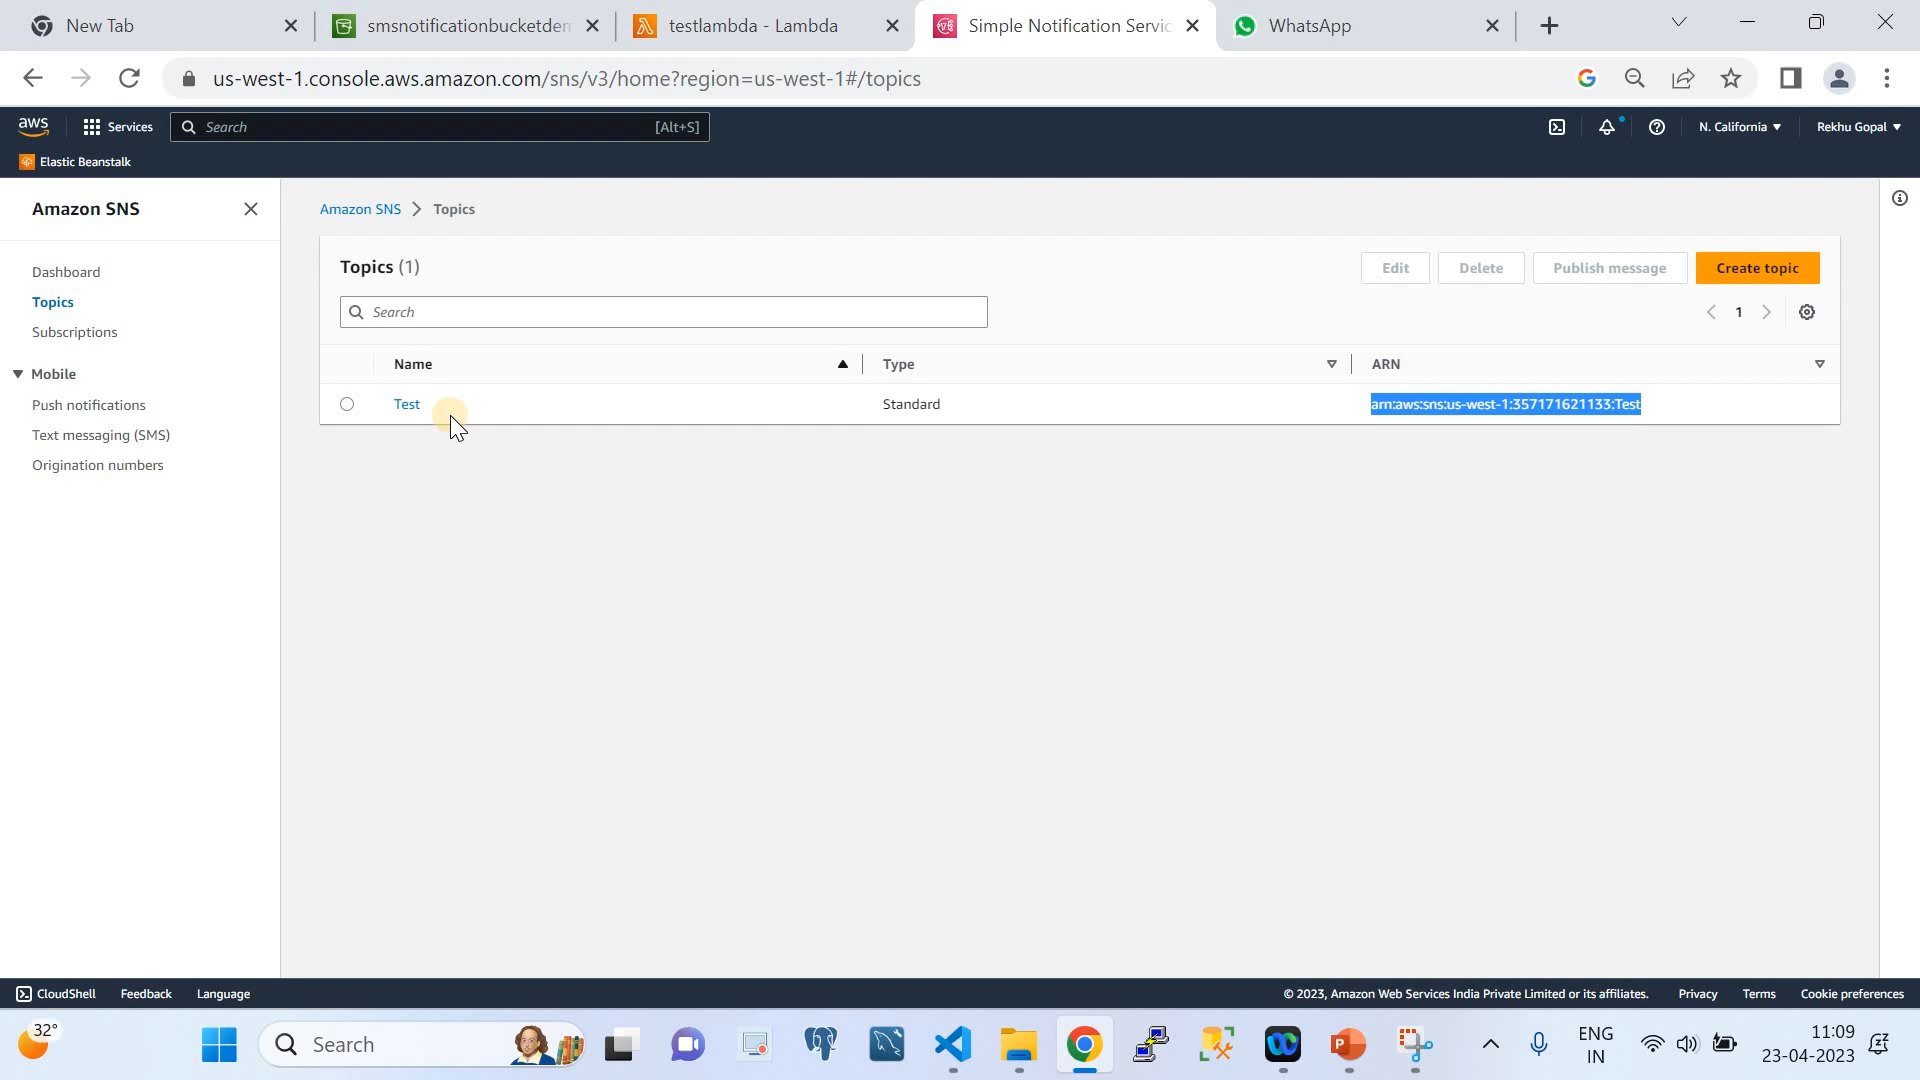 New Tab
smsnotificationbucketdem
testlambda - Lambda
Simple Notification Servic
WhatsApp
us-west-1.console.aws.amazon.com/sns/v3/home?region=us-west-1#/topics
aws
Services
Search
[Alt+S]
N. California
Rekhu Gopal
Elastic Beanstalk
Amazon SNS
Dashboard
Topics
Subscriptions
Mobile
Push notifications
Text messaging (SMS)
Origination numbers
Amazon SNS > Topics
Topics (1)
Edit
Delete
Publish message
Create topic
Search
1
Name
Type
ARN
Test
Standard
arn:aws:sns:us-west-1:357171621133:Test
CloudShell
Feedback
Language
© 2023, Amazon Web Services India Private Limited or its affiliates.
Privacy
Terms
Cookie preferences
32°
Search
ENG
IN
11:09
23-04-2023